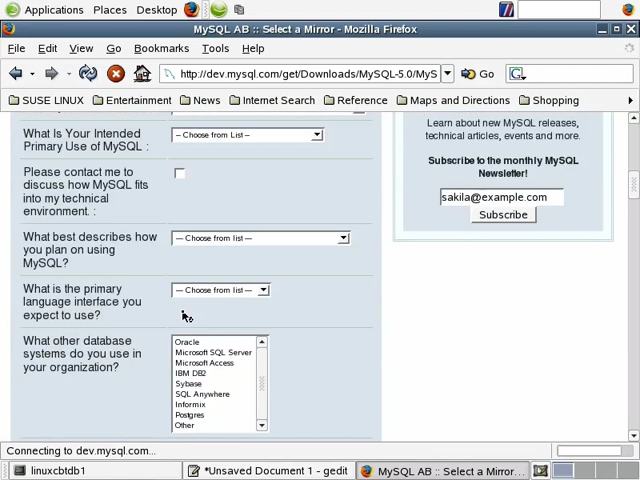 Applications Places Desktop
MySQL AB :: Select a Mirror - Mozilla Firefox
File Edit View Go Bookmarks Tools Help
http://dev.mysql.com/get/Downloads/MySQL-5.0/MyS Go
SUSE LINUX Entertainment News Internet Search Reference Maps and Directions Shopping
What Is Your Intended
Primary Use of MySQL :
-- Choose from List --
Please contact me to
discuss how MySQL fits
into my technical
environment. :
What best describes how
you plan on using
MySQL?
--- Choose from list ---
What is the primary
language interface you
expect to use?
--- Choose from list ---
What other database
systems do you use in
your organization?
Oracle
Microsoft SQL Server
Microsoft Access
IBM DB2
Sybase
SQL Anywhere
Informix
Postgres
Other
Learn about new MySQL releases,
technical articles, events and more.
Subscribe to the monthly MySQL
Newsletter!
sakila@example.com
Subscribe
Connecting to dev.mysql.com...
linuxcbtdb1 *Unsaved Document 1 - gedit MySQL AB :: Select a Mirror...